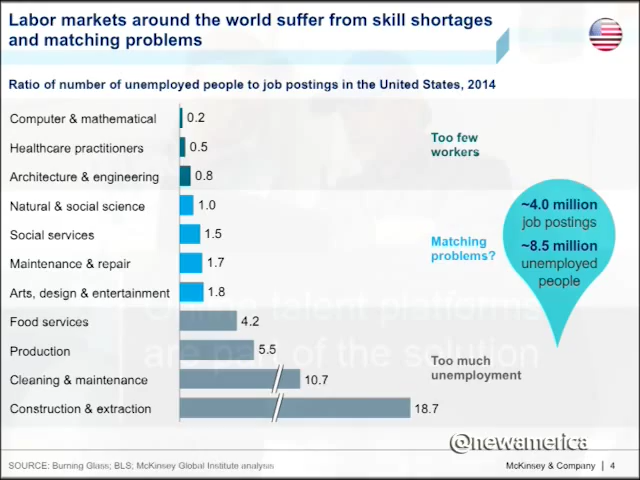 Labor markets around the world suffer from skill shortages
and matching problems
Ratio of number of unemployed people to job postings in the United States, 2014
Computer & mathematical 0.2
Healthcare practitioners 0.5
Architecture & engineering 0.8
Too few
workers
Natural & social science 1.0
Social services 1.5
Maintenance & repair 1.7
Arts, design & entertainment 1.8
Matching
problems?
Food services 4.2
Production 5.5
Cleaning & maintenance 10.7
Construction & extraction 18.7
Too much
unemployment
~4.0 million
job postings
~8.5 million
unemployed
people
Online talent platforms
are part of the solution
@newamerica
SOURCE: Burning Glass; BLS; McKinsey Global Institute analysis
McKinsey & Company | 4